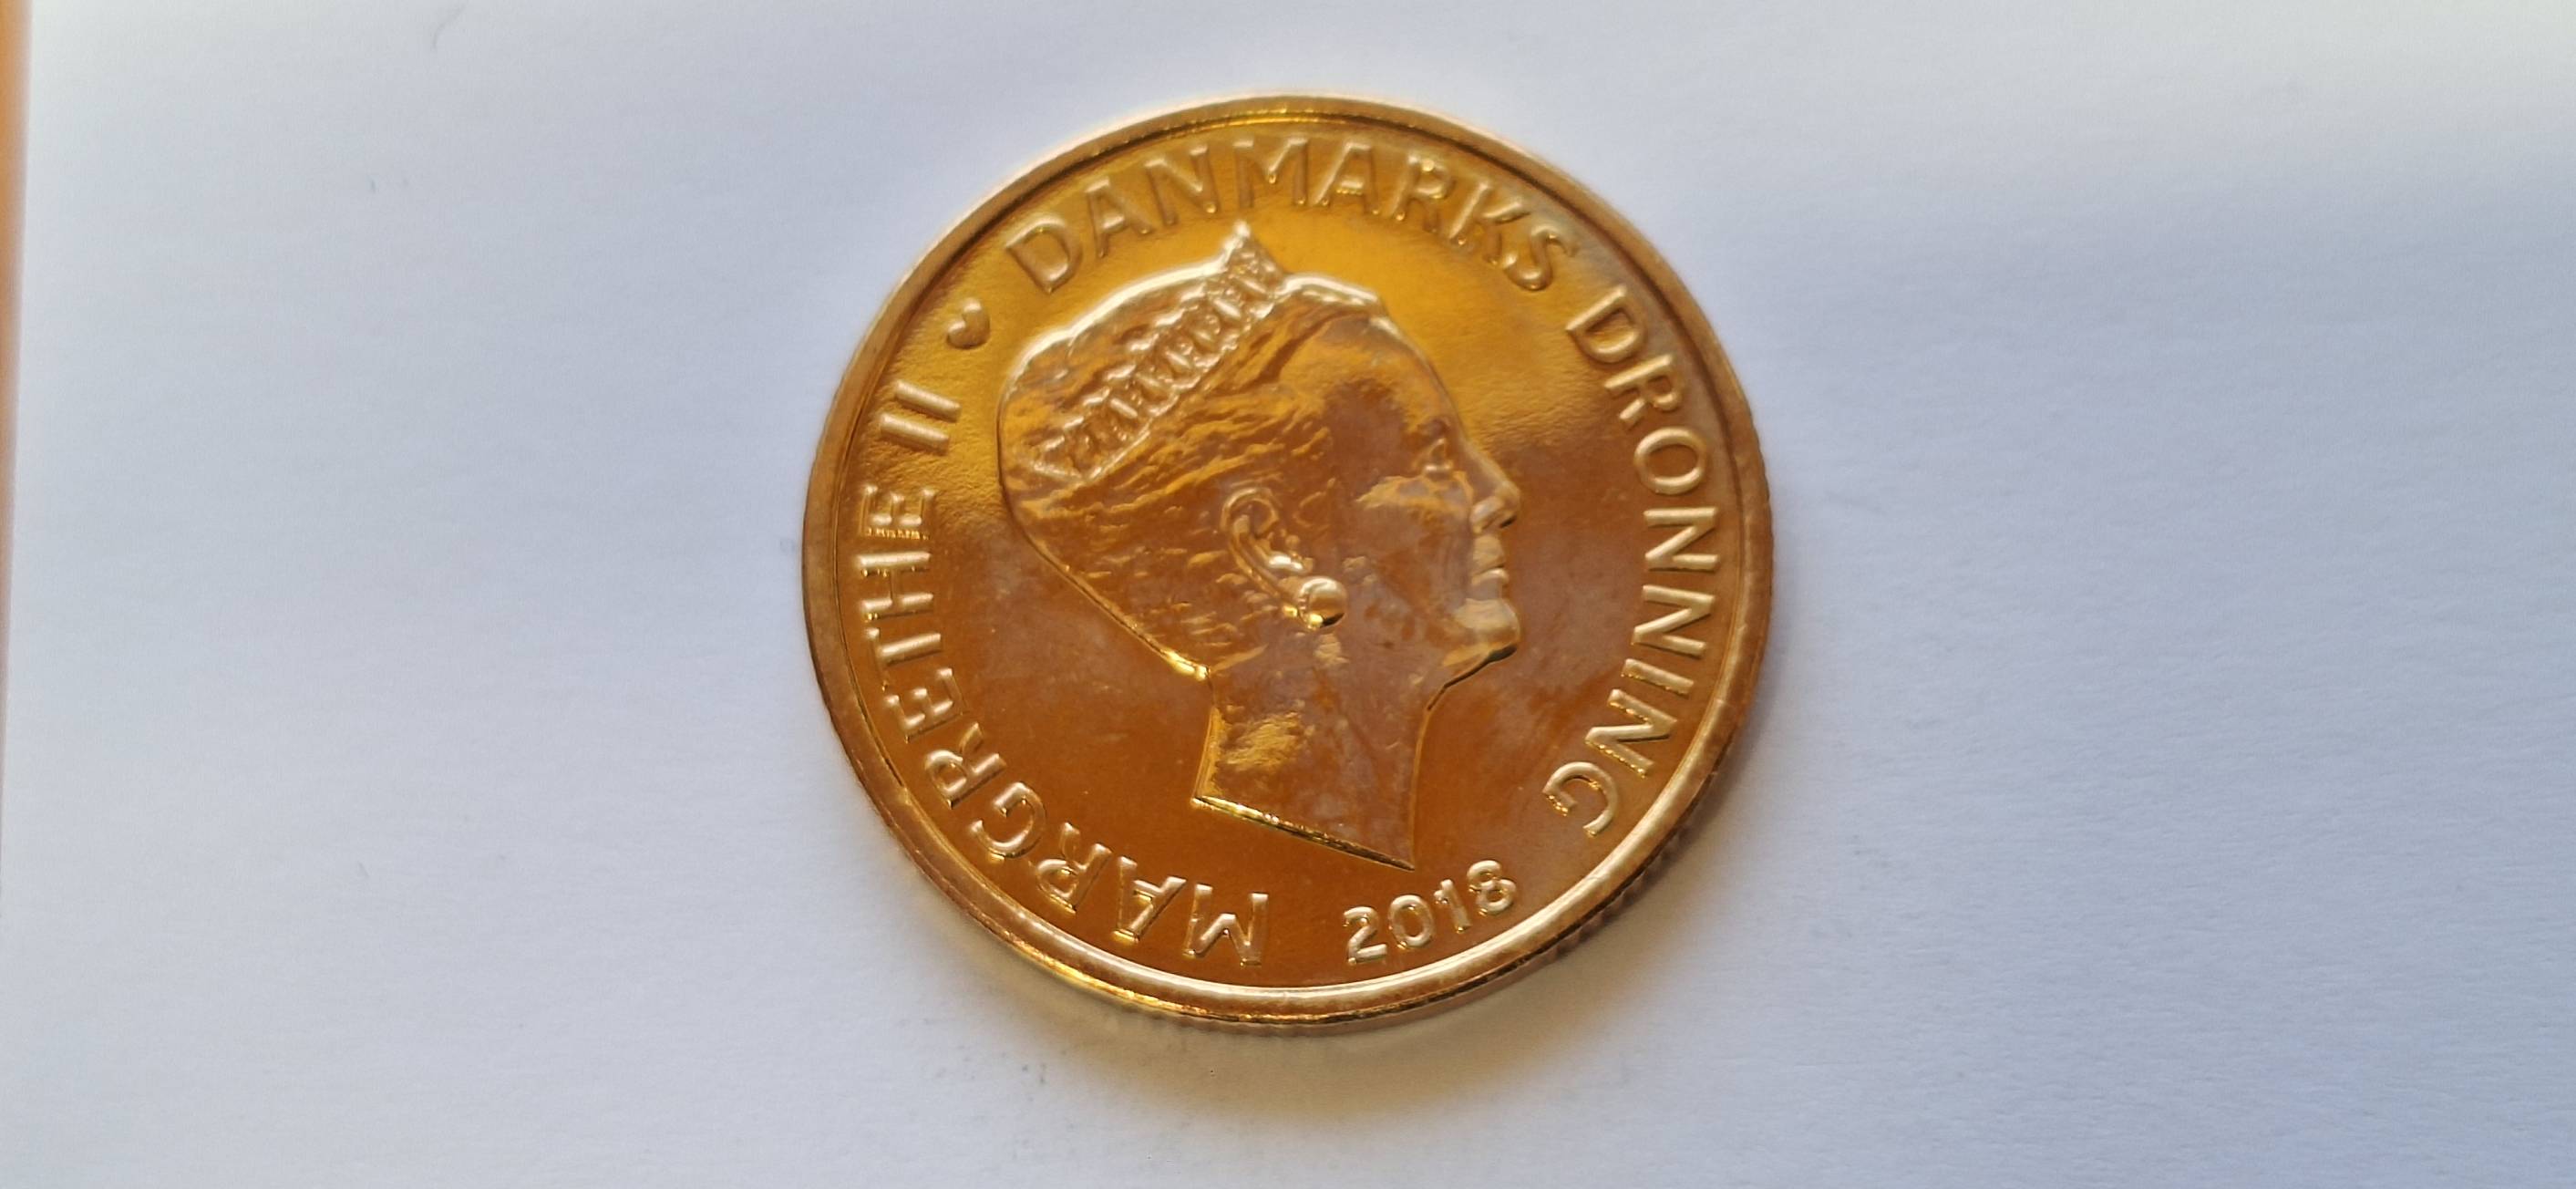 MARGRETHE II ♥ DANMARKS DRONNING
2018